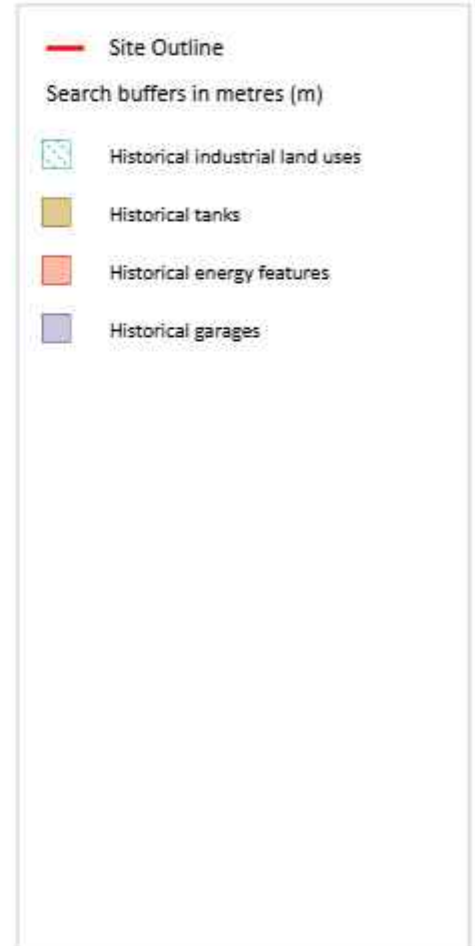 Site Outline
Search buffers in metres (m)
Historical industrial land uses
Historical tanks
Historical energy features
Historical garages